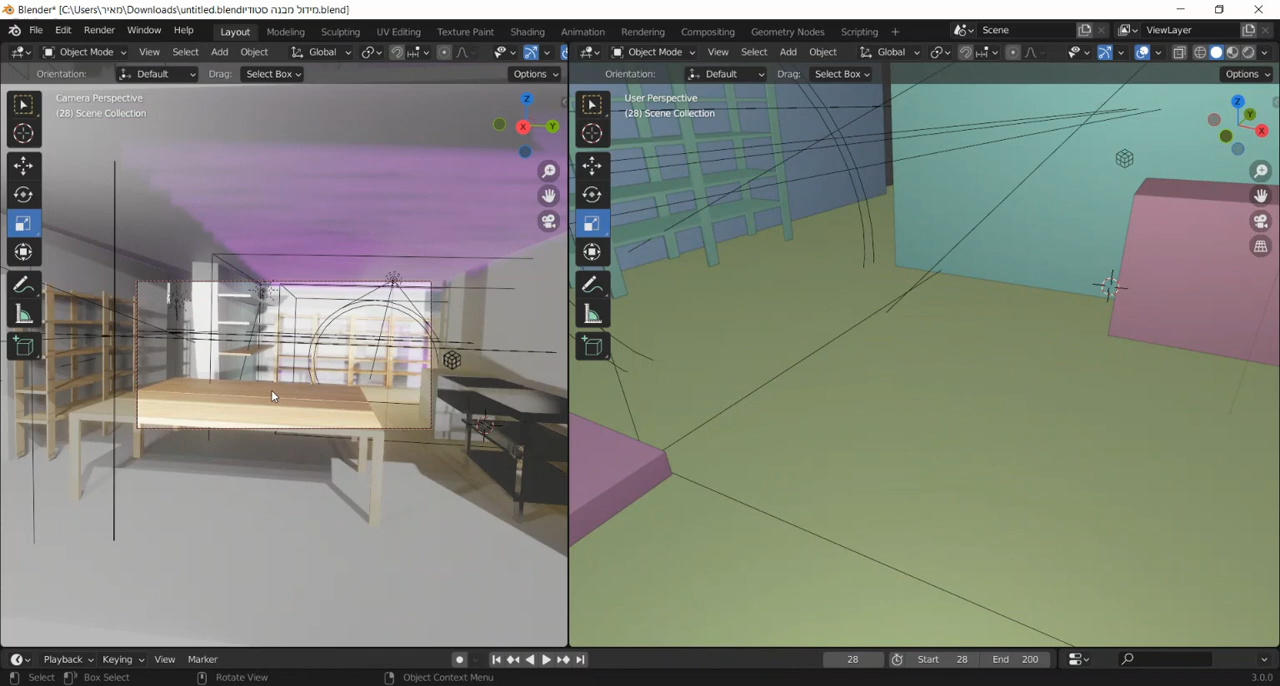 Blender* [C:\Users\מאיר\Downloads\untitled.blendמידול מבנה סטודיו.blend]
File Edit Render Window Help Layout Modeling Sculpting UV Editing Texture Paint Shading Animation Rendering Compositing Geometry Nodes Scripting + Scene ViewLayer
Object Mode View Select Add Object Global Object Mode View Select Add Object Global
Orientation: Default Drag: Select Box Options Orientation: Default Drag: Select Box Options
Camera Perspective
(28) Scene Collection
Z
X
Y
User Perspective
(28) Scene Collection
Z
Y
X
Playback Keying View Marker 28 Start 28 End 200
Select Box Select Rotate View Object Context Menu 3.0.0